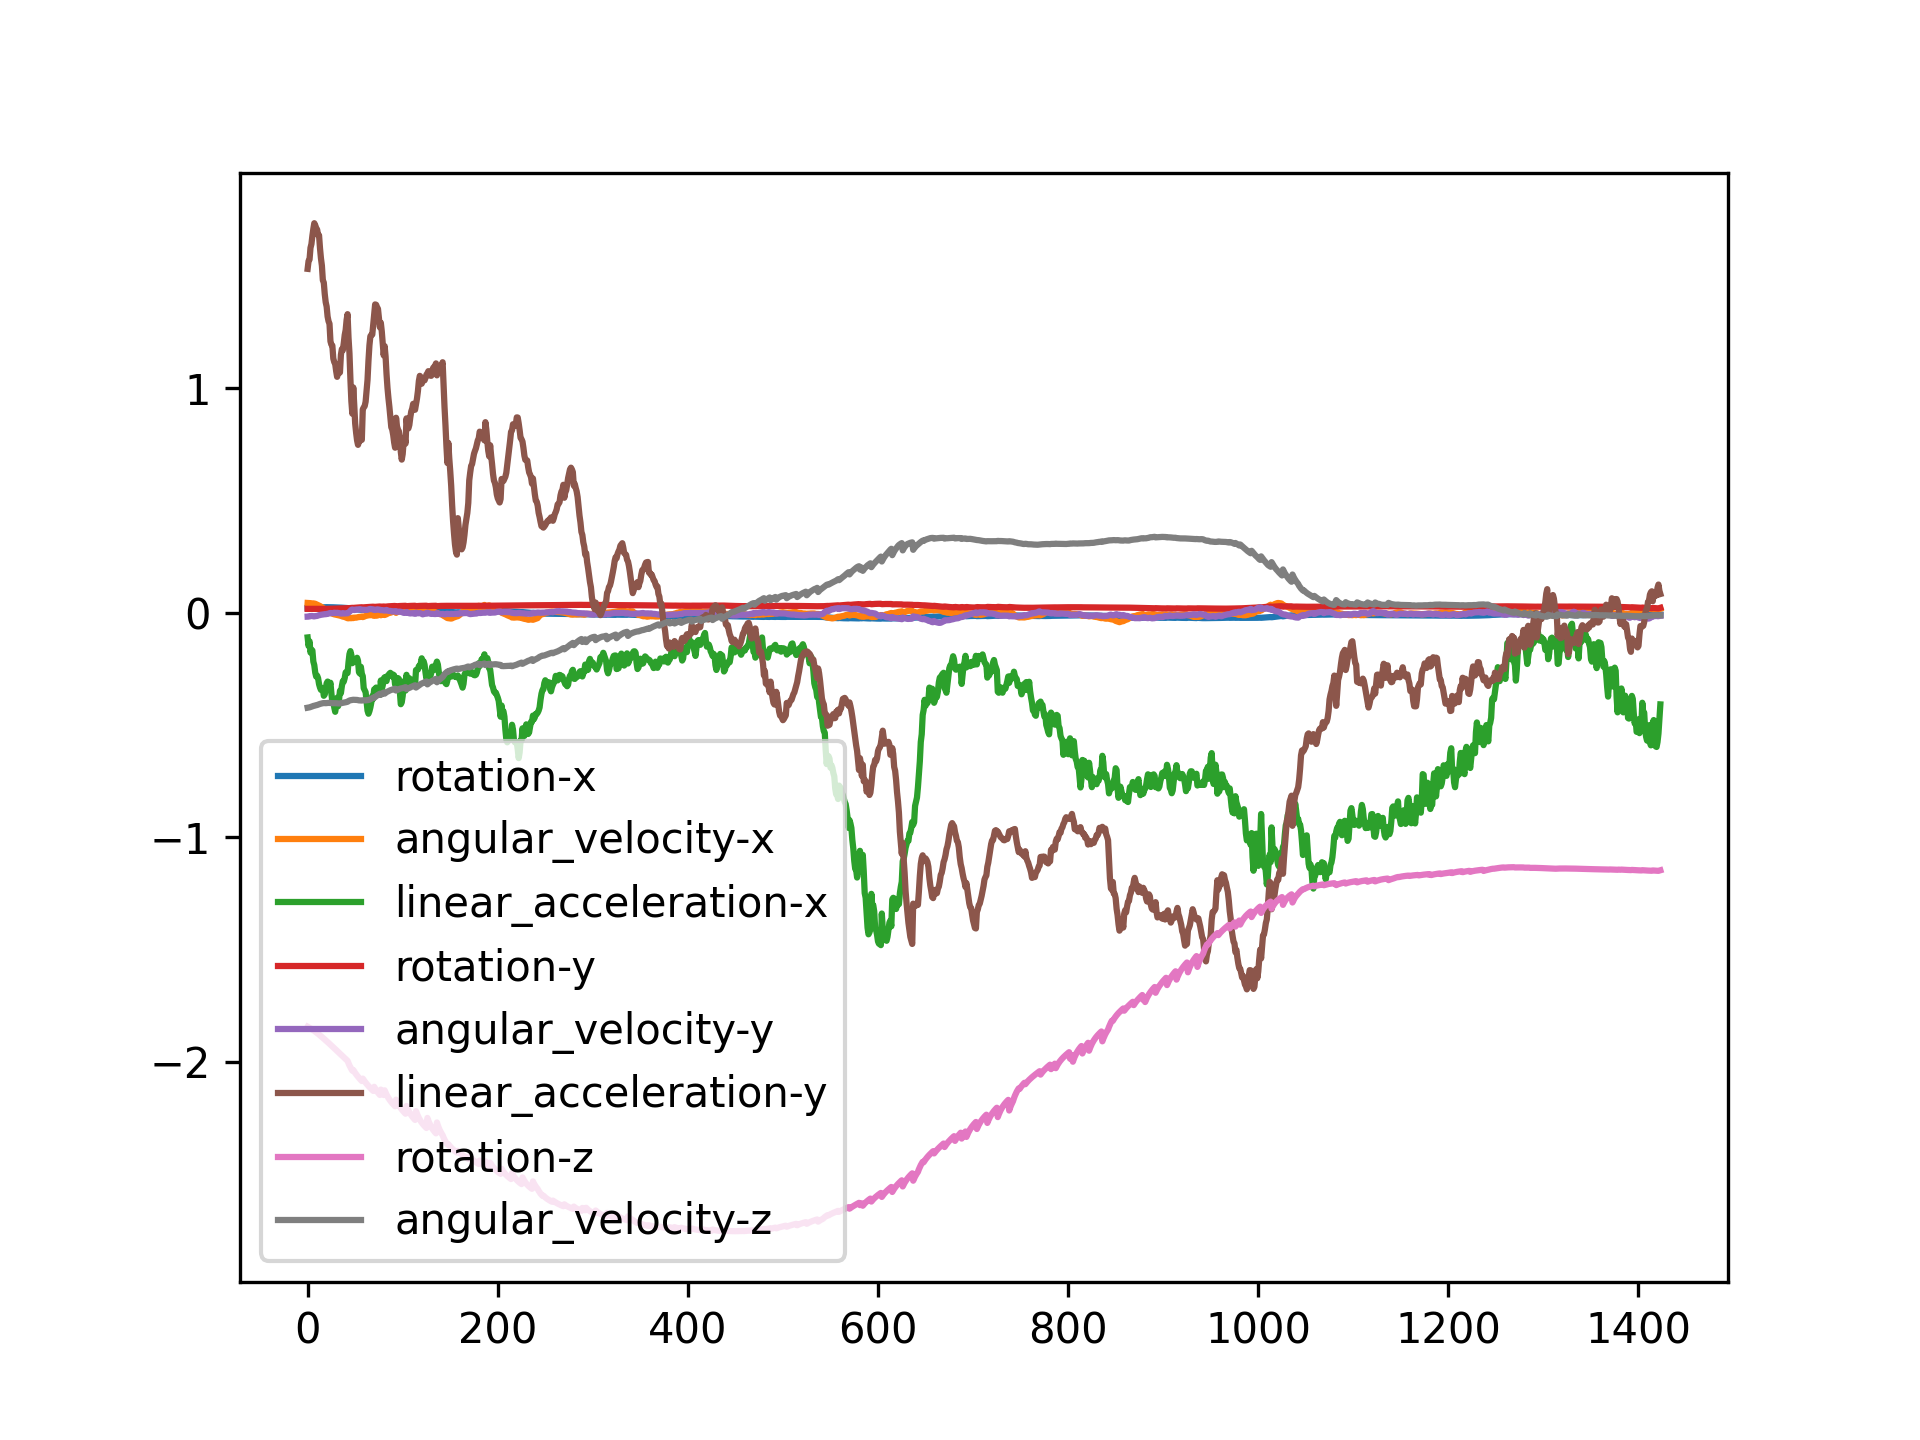 1
0
−1
−2
rotation-x
angular_velocity-x
linear_acceleration-x
rotation-y
angular_velocity-y
linear_acceleration-y
rotation-z
angular_velocity-z
0 200 400 600 800 1000 1200 1400